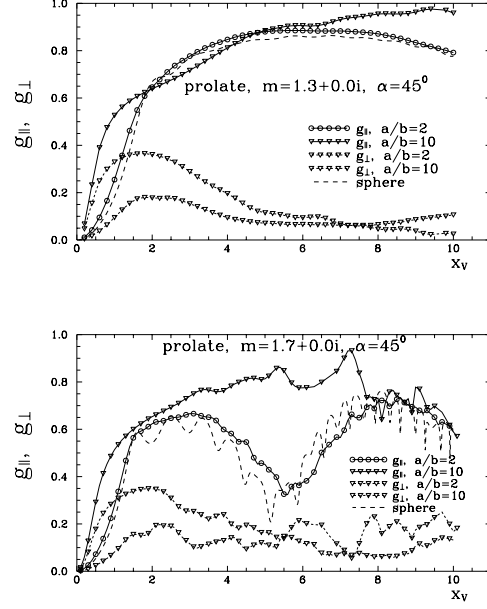 1.0
0.8
0.6
0.4
0.2
0.0
g∥, g⊥
prolate, m=1.3+0.0i, α=45⁰
g∥, a/b=2
g∥, a/b=10
g⊥, a/b=2
g⊥, a/b=10
sphere
0 2 4 6 8 10
xᵥ
1.0
0.8
0.6
0.4
0.2
0.0
g∥, g⊥
prolate, m=1.7+0.0i, α=45⁰
g∥, a/b=2
g∥, a/b=10
g⊥, a/b=2
g⊥, a/b=10
sphere
0 2 4 6 8 10
xᵥ